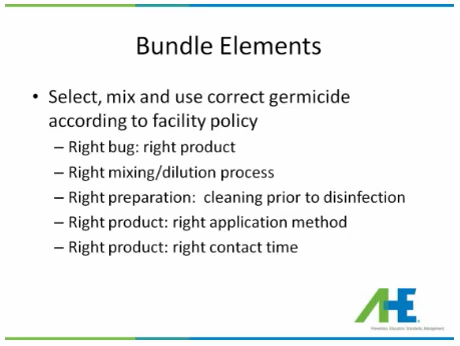 Bundle Elements
• Select, mix and use correct germicide
according to facility policy
– Right bug: right product
– Right mixing/dilution process
– Right preparation:  cleaning prior to disinfection
– Right product: right application method
– Right product: right contact time
AHE